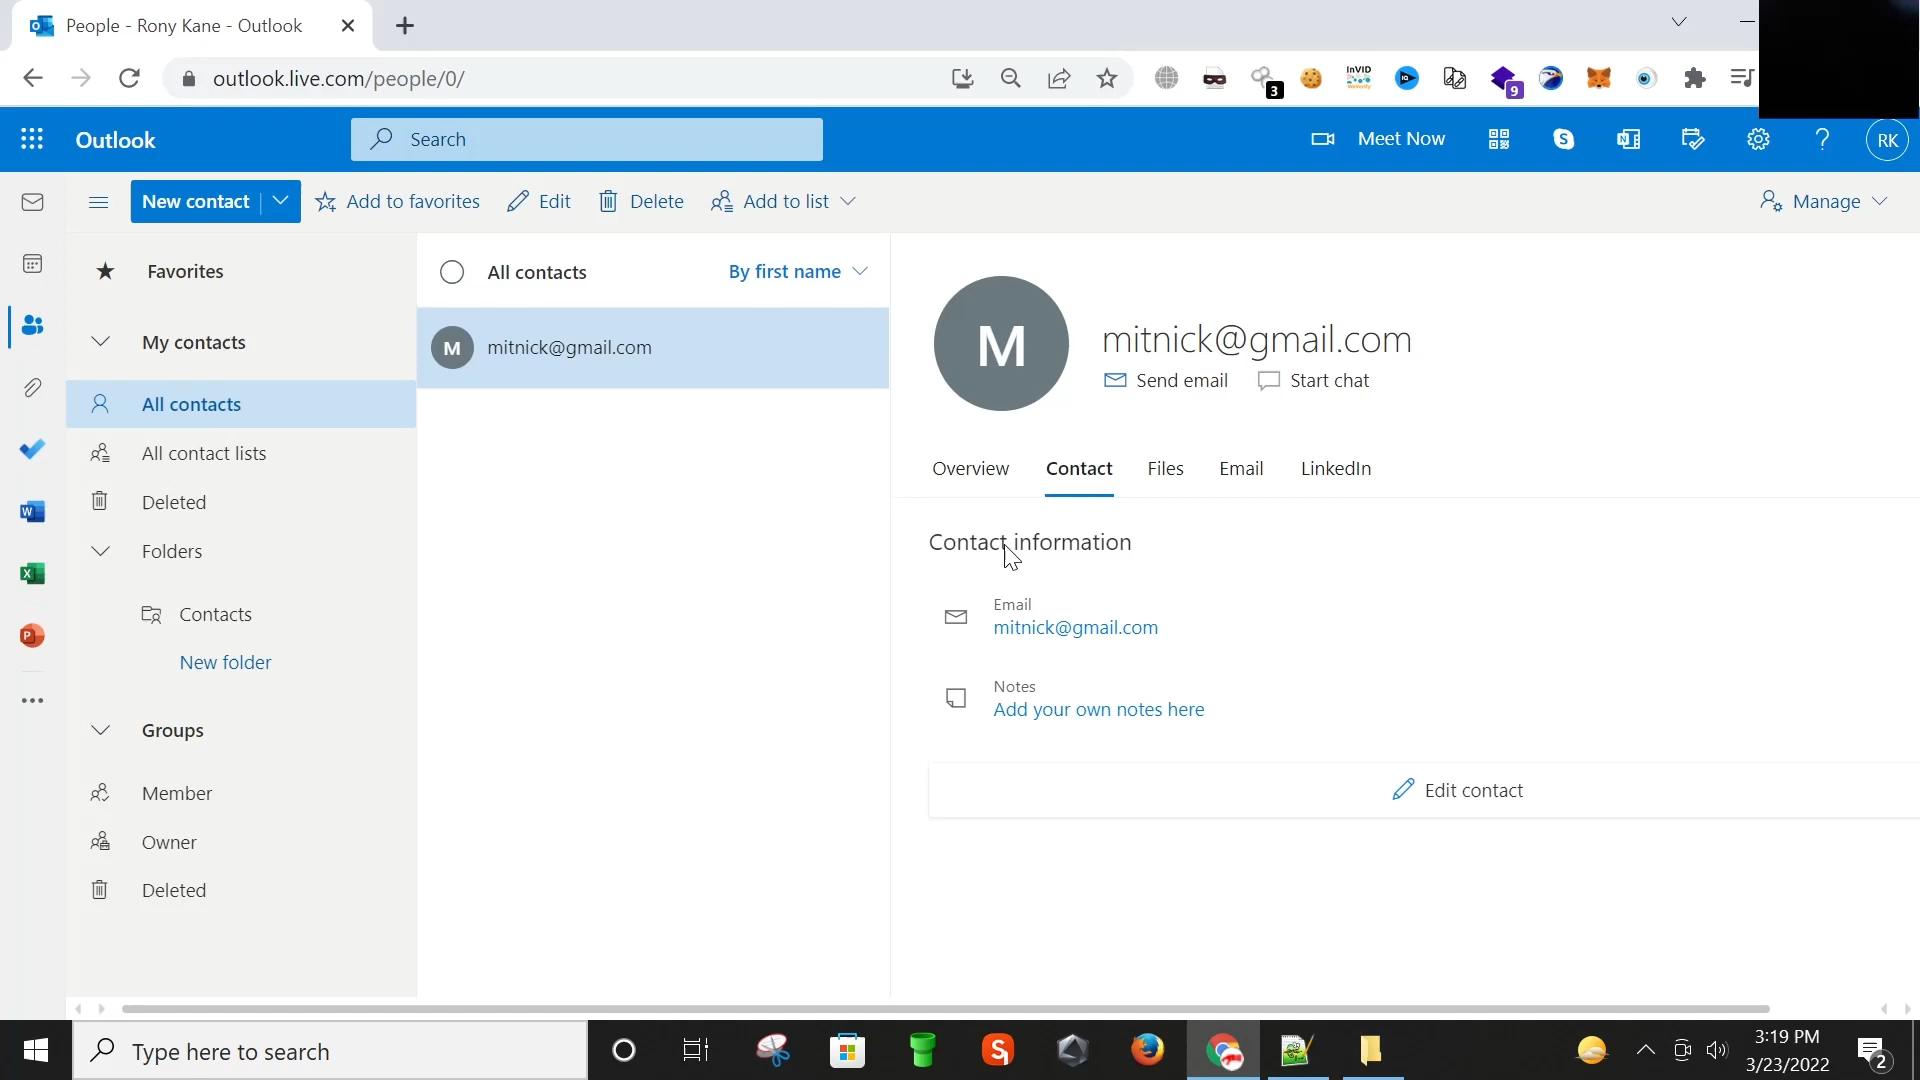 People - Rony Kane - Outlook
outlook.live.com/people/0/
3
InVID
9
Outlook
Search
Meet Now
RK
New contact
Add to favorites
Edit
Delete
Add to list
Manage
Favorites
All contacts
By first name
My contacts
M
mitnick@gmail.com
M
mitnick@gmail.com
Send email
Start chat
All contacts
All contact lists
Deleted
Folders
Contacts
New folder
Groups
Member
Owner
Deleted
Overview
Contact
Files
Email
LinkedIn
Contact information
Email
mitnick@gmail.com
Notes
Add your own notes here
Edit contact
Type here to search
3:19 PM
3/23/2022
2